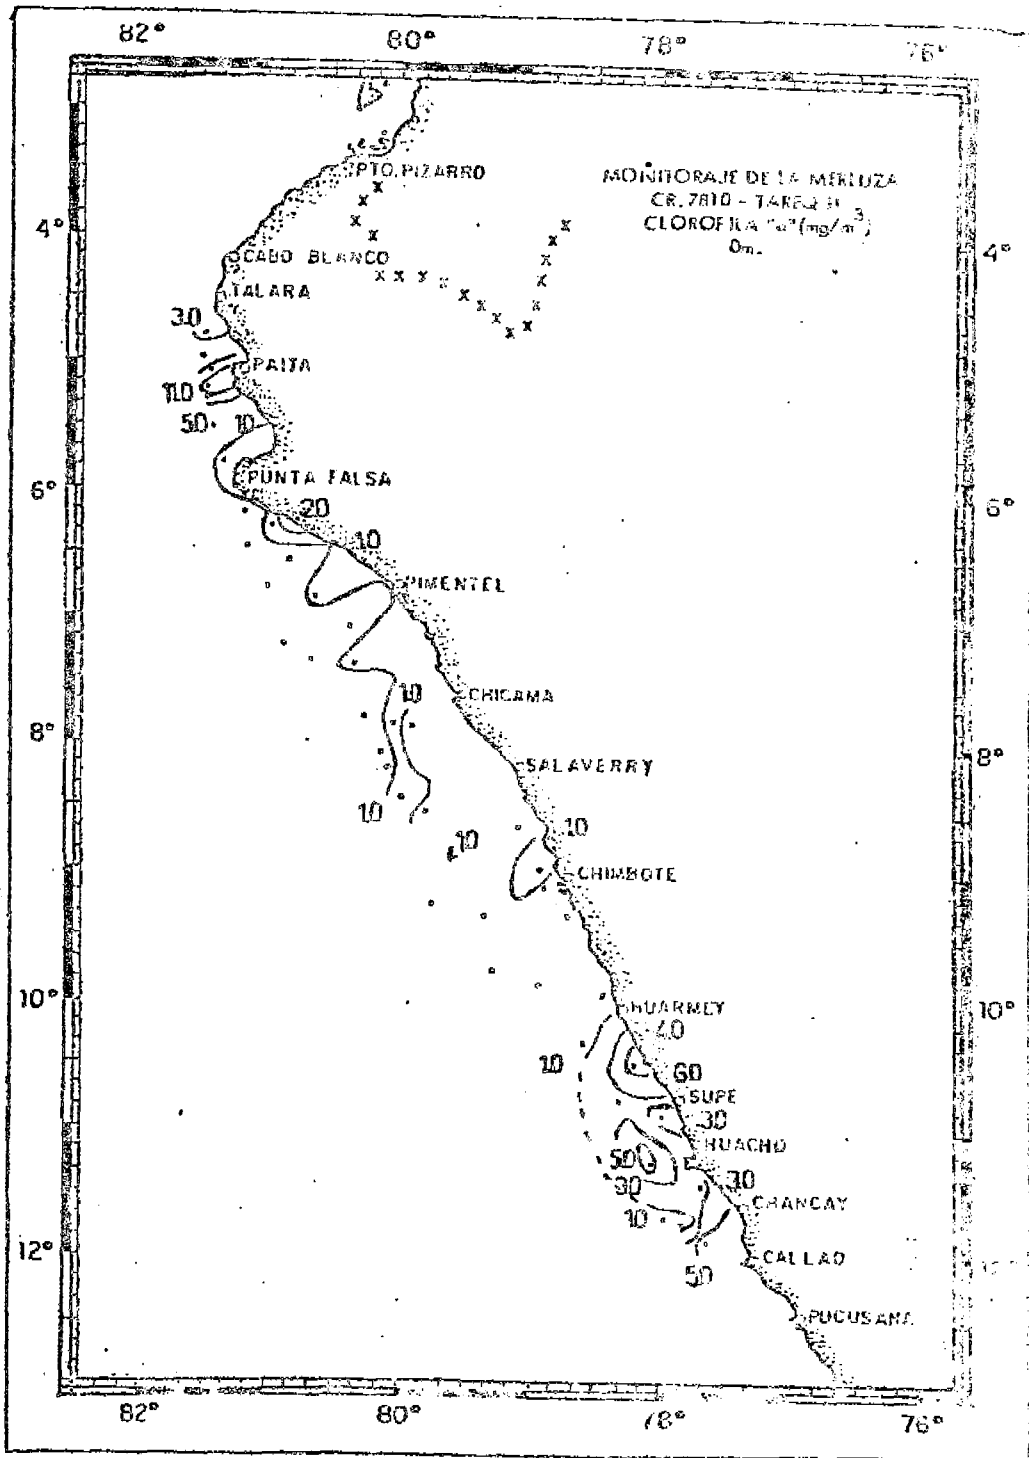 82° 80° 78° 76°
PTO. PIZARRO
MONITORAJE DE LA MERLUZA
CR. 7810 - TAREQ II
CLOROFILA "a" (mg/m³)
0m.
4° 4°
CABO BLANCO
TALARA
3.0
PAITA
11.0
5.0 1.0
PUNTA FALSA
6° 6°
2.0
1.0
PIMENTEL
1.0
CHICAMA
8° 8°
SALAVERRY
1.0
1.0
1.0
CHIMBOTE
10° 10°
HUARMEY
4.0
1.0
6.0
SUPE
3.0
HUACHO
5.0
3.0
3.0
CHANCAY
1.0
12°
CALLAO
5.0
PUCUSANA
82° 80° 78° 76°